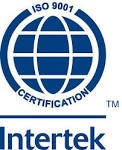 ISO 9001
CERTIFICATION
TM
Intertek